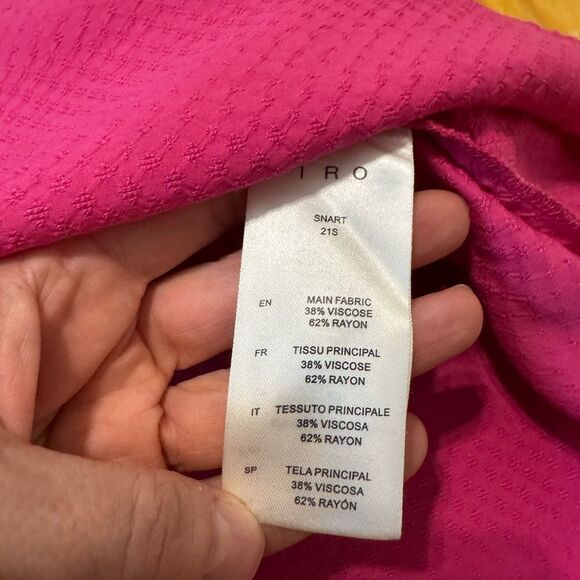 IRO
SNART
21S
EN MAIN FABRIC
38% VISCOSE
62% RAYON
FR TISSU PRINCIPAL
38% VISCOSE
62% RAYON
IT TESSUTO PRINCIPALE
38% VISCOSA
62% RAYON
SP TELA PRINCIPAL
38% VISCOSA
62% RAYÓN